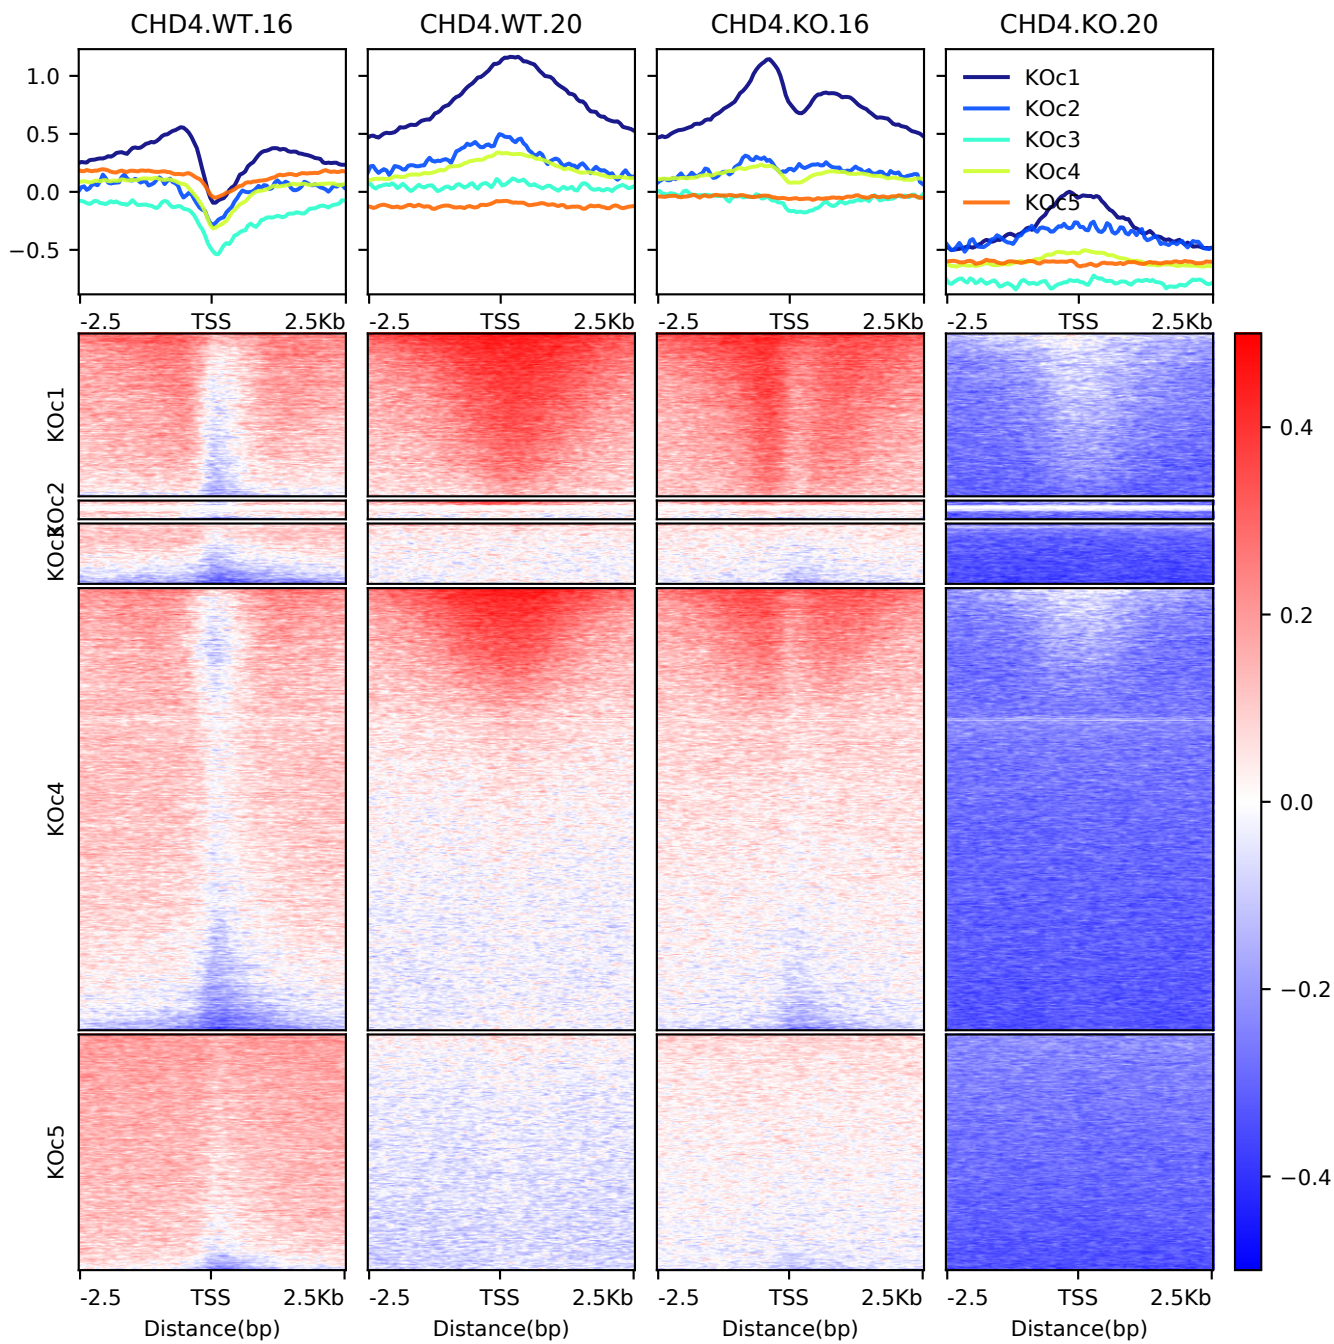 CHD4.WT.16 CHD4.WT.20 CHD4.KO.16 CHD4.KO.20
1.0
0.5
0.0
−0.5
KOc1
KOc2
KOc3
KOc4
KOc5
-2.5 TSS 2.5Kb -2.5 TSS 2.5Kb -2.5 TSS 2.5Kb -2.5 TSS 2.5Kb
KOc1
KOc2
KOc3
KOc4
KOc5
0.4
0.2
0.0
−0.2
−0.4
-2.5 TSS 2.5Kb -2.5 TSS 2.5Kb -2.5 TSS 2.5Kb -2.5 TSS 2.5Kb
Distance(bp) Distance(bp) Distance(bp) Distance(bp)